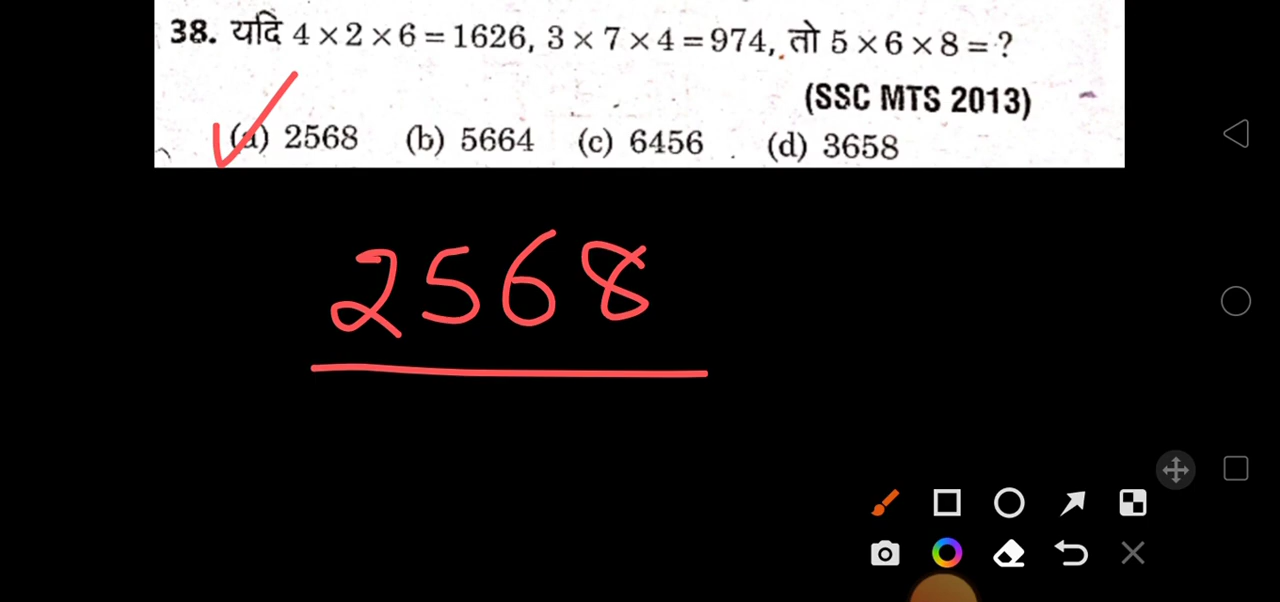 38. यदि 4 × 2 × 6 = 1626, 3 × 7 × 4 = 974, तो 5 × 6 × 8 = ?
(SSC MTS 2013)
(a) 2568 (b) 5664 (c) 6456 (d) 3658
2568